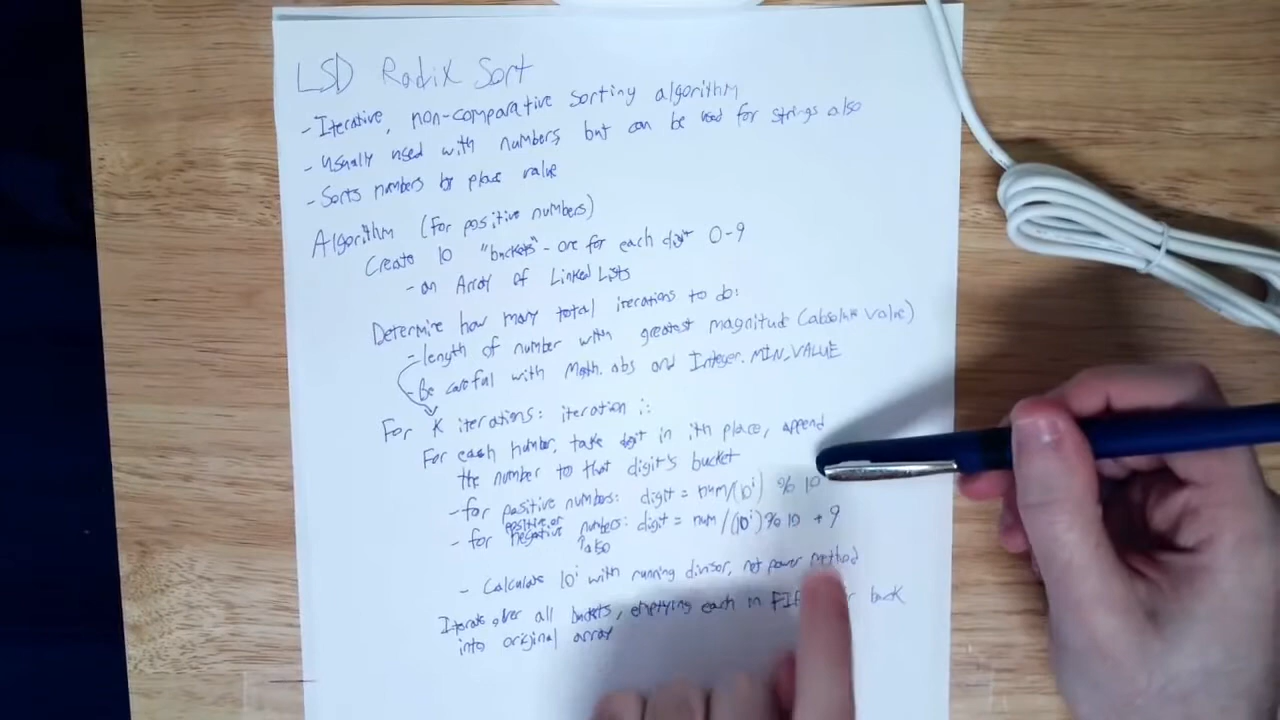 LSD Radix Sort
- Iterative, non-comparative sorting algorithm
- usually used with numbers, but can be used for strings also
- Sorts numbers by place value
Algorithm (for positive numbers)
Create 10 "buckets" - one for each digit 0-9
- an Array of Linked Lists
Determine how many total iterations to do:
- length of number with greatest magnitude (absolute value)
- Be careful with Math.abs and Integer.MIN_VALUE
For K iterations: iteration i:
For each number, take digit in ith place, append
the number to that digit's bucket
- for positive numbers: digit = num/(10^i) % 10
positive or
- for negative numbers: digit = num/(10^i)%10 + 9
also
- Calculate 10^i with running divisor, not power method
Iterate over all buckets, emptying each in back
into original array